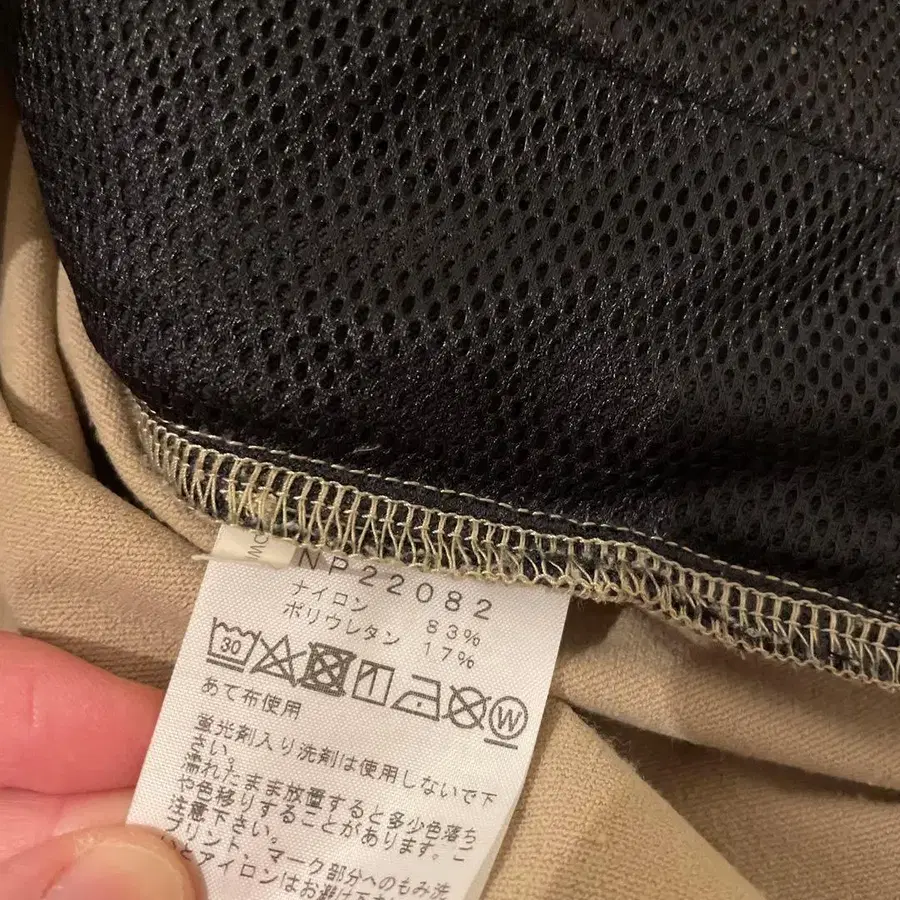 NP22082
ナイロン 83%
ポリウレタン 17%
30
W
あて布使用
蛍光剤入り洗剤は使用しないで下
さい。
濡れたまま放置すると多少色落ち
や色移りすることがあります。ご
注意下さい。
プリント、マーク部分へのもみ洗
いとアイロンはお避け下さ